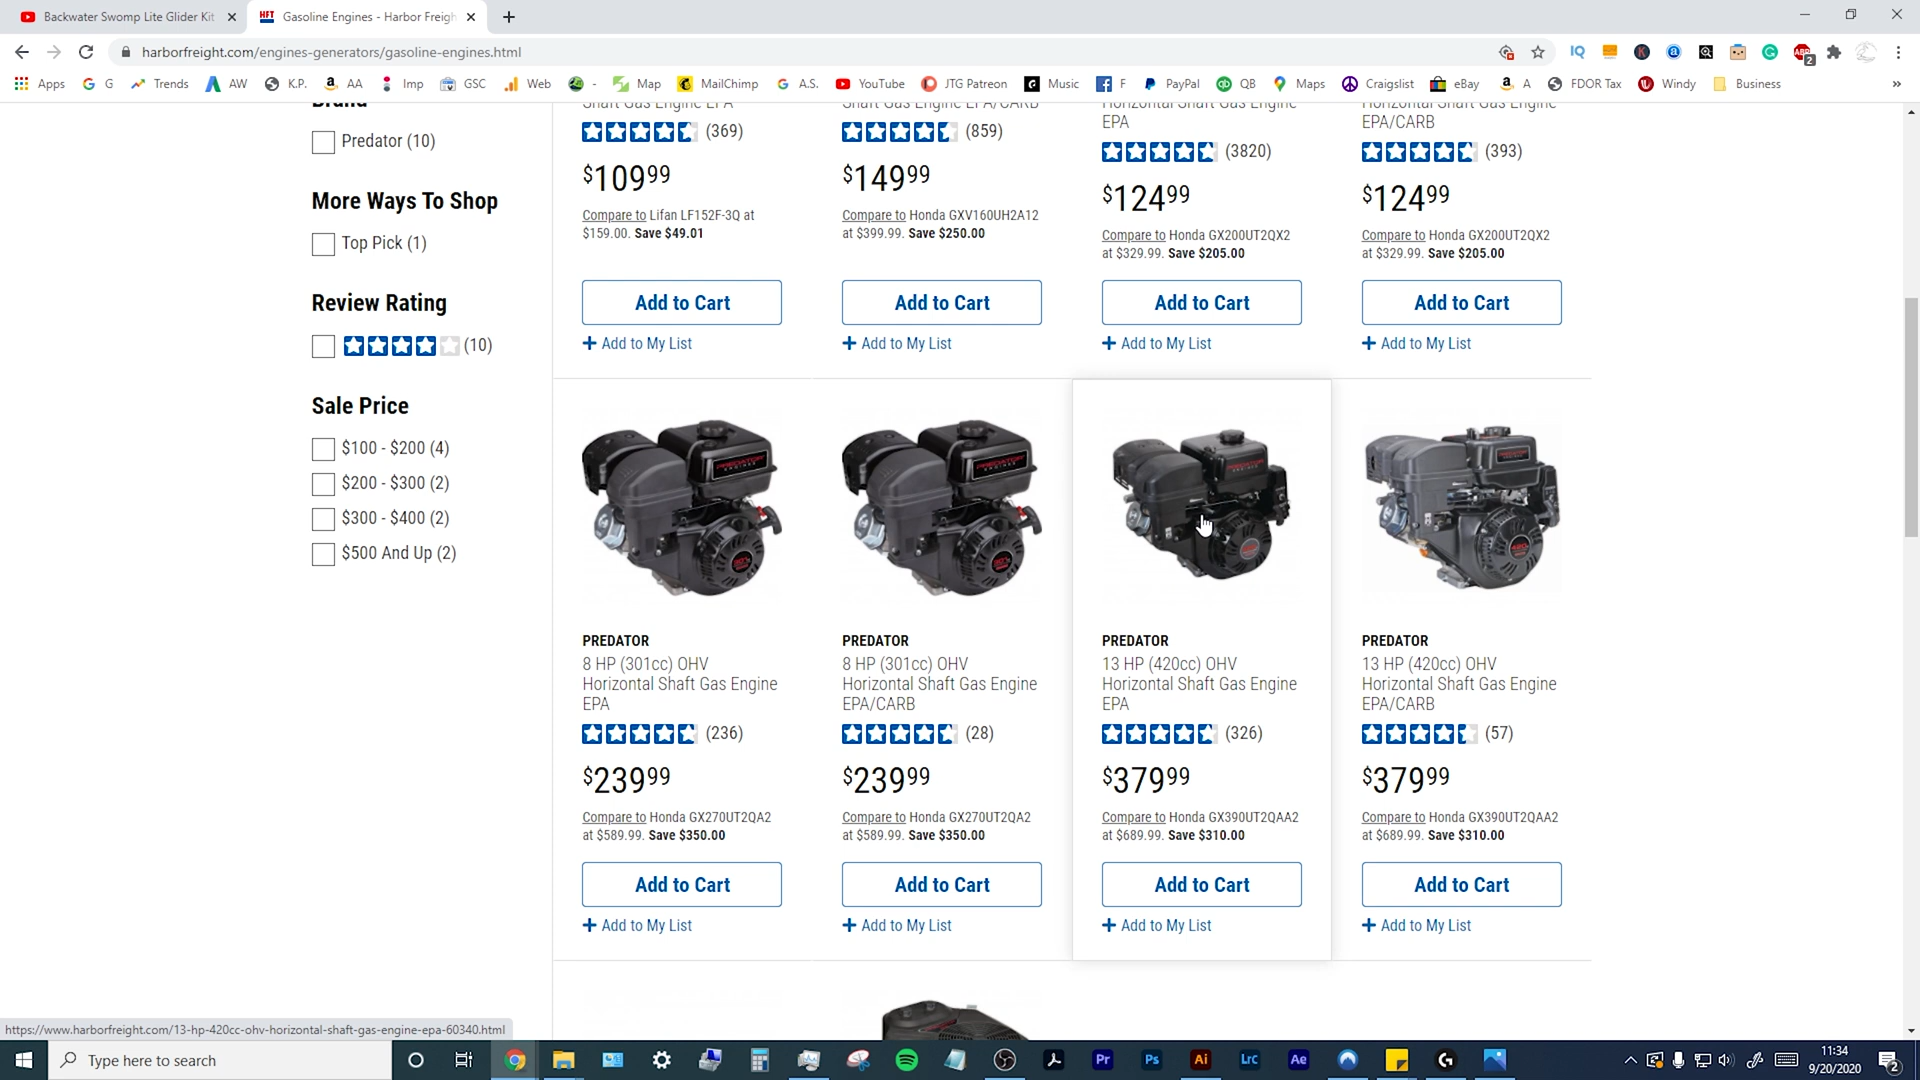 Backwater Swomp Lite Glider Kit
HFT Gasoline Engines - Harbor Freigh
harborfreight.com/engines-generators/gasoline-engines.html
Apps G Trends AW K.P. AA Imp GSC Web - Map MailChimp A.S. YouTube JTG Patreon Music F PayPal QB Maps Craigslist eBay A FDOR Tax Windy Business »
Brand
Predator (10)
More Ways To Shop
Top Pick (1)
Review Rating
(10)
Sale Price
$100 - $200 (4)
$200 - $300 (2)
$300 - $400 (2)
$500 And Up (2)
Shaft Gas Engine EPA
(369)
$109.99
Compare to Lifan LF152F-3Q at
$159.00. Save $49.01
Add to Cart
+ Add to My List
Shaft Gas Engine EPA/CARB
(859)
$149.99
Compare to Honda GXV160UH2A12
at $399.99. Save $250.00
Add to Cart
+ Add to My List
Horizontal Shaft Gas Engine
EPA
(3820)
$124.99
Compare to Honda GX200UT2QX2
at $329.99. Save $205.00
Add to Cart
+ Add to My List
Horizontal Shaft Gas Engine
EPA/CARB
(393)
$124.99
Compare to Honda GX200UT2QX2
at $329.99. Save $205.00
Add to Cart
+ Add to My List
PREDATOR
8 HP (301cc) OHV
Horizontal Shaft Gas Engine
EPA
(236)
$239.99
Compare to Honda GX270UT2QA2
at $589.99. Save $350.00
Add to Cart
+ Add to My List
PREDATOR
8 HP (301cc) OHV
Horizontal Shaft Gas Engine
EPA/CARB
(28)
$239.99
Compare to Honda GX270UT2QA2
at $589.99. Save $350.00
Add to Cart
+ Add to My List
PREDATOR
13 HP (420cc) OHV
Horizontal Shaft Gas Engine
EPA
(326)
$379.99
Compare to Honda GX390UT2QAA2
at $689.99. Save $310.00
Add to Cart
+ Add to My List
PREDATOR
13 HP (420cc) OHV
Horizontal Shaft Gas Engine
EPA/CARB
(57)
$379.99
Compare to Honda GX390UT2QAA2
at $689.99. Save $310.00
Add to Cart
+ Add to My List
https://www.harborfreight.com/13-hp-420cc-ohv-horizontal-shaft-gas-engine-epa-60340.html
Type here to search
Pr Ps Ai Lrc Ae
11:34
9/20/2020
2